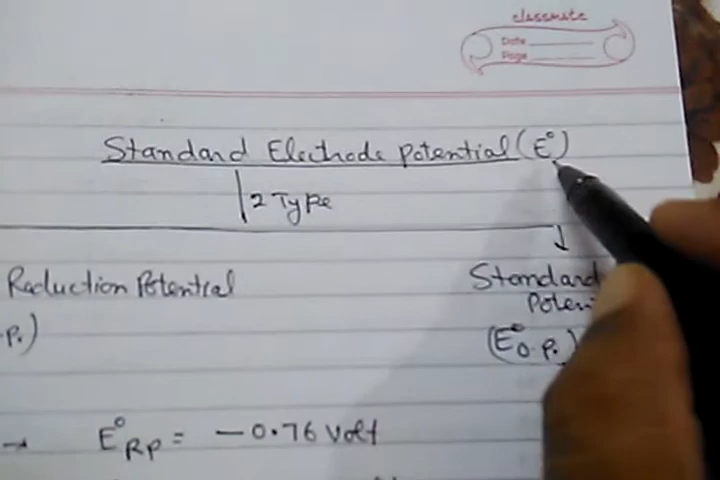 classmate
Date
Page
Standard Electrode Potential (E°)
2 Type
Reduction Potential
Standard
.P.)
(E°O.P.)
E°RP = -0.76 Volt